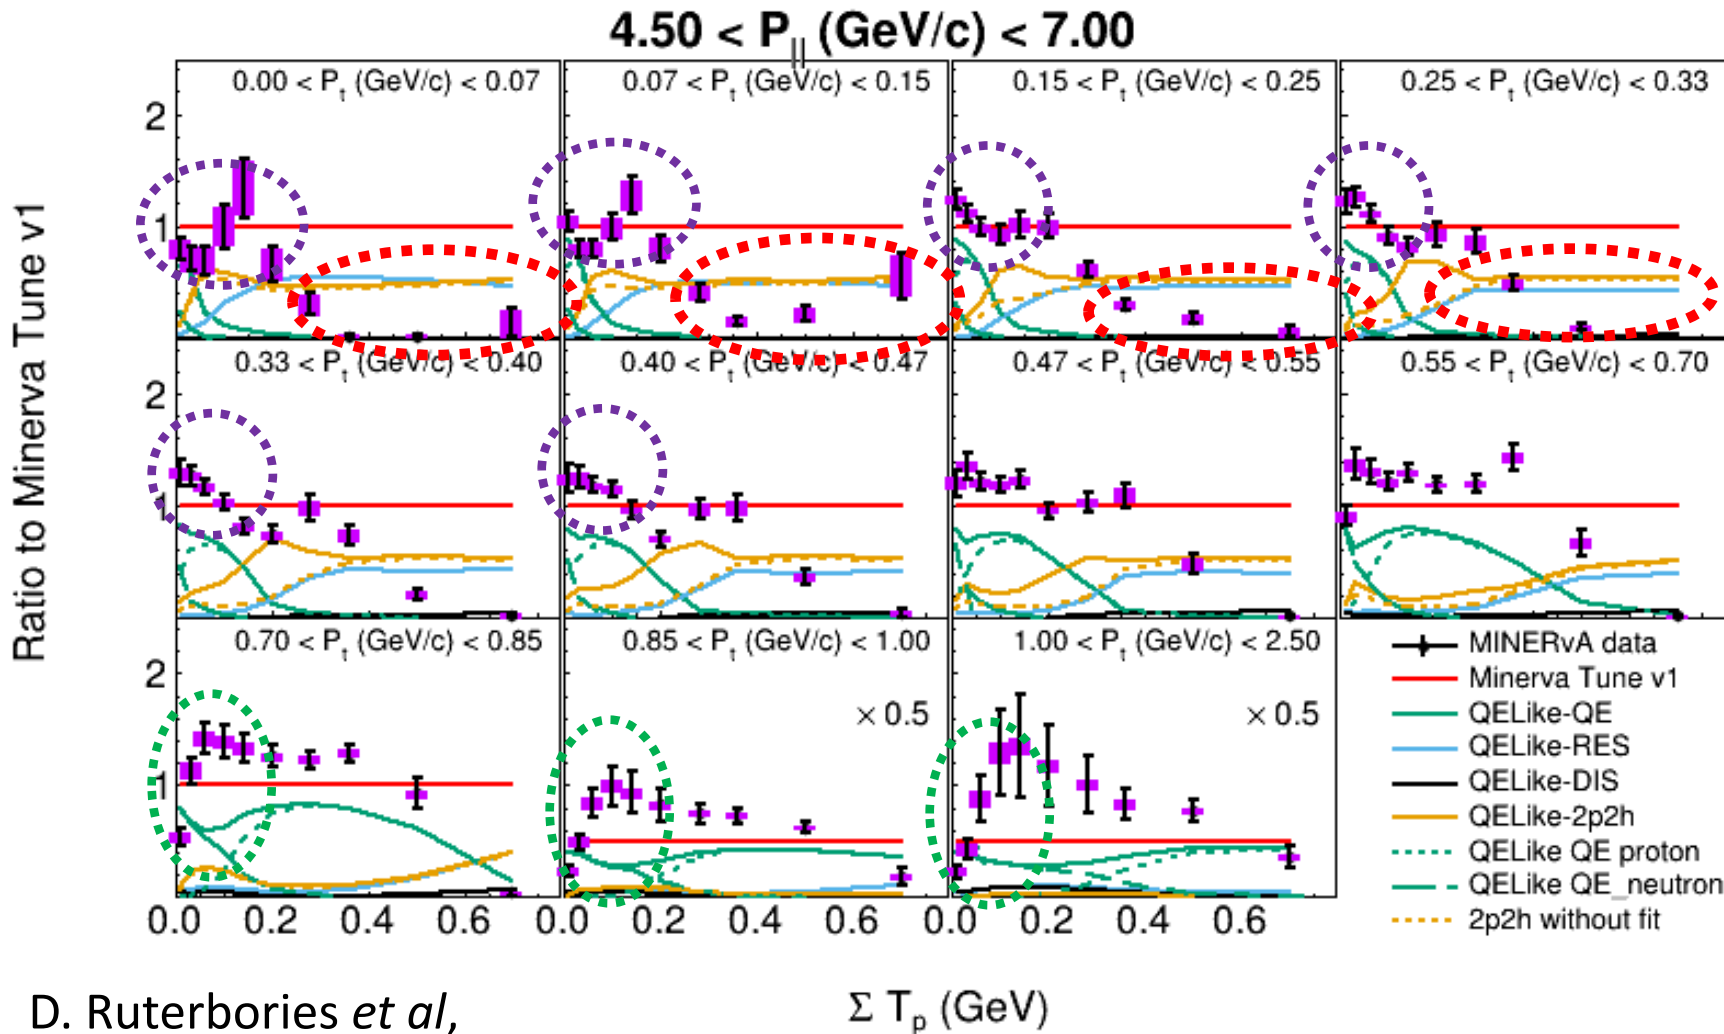 4.50 < P|| (GeV/c) < 7.00
Ratio to Minerva Tune v1
0.00 < Pt (GeV/c) < 0.07
0.07 < Pt (GeV/c) < 0.15
0.15 < Pt (GeV/c) < 0.25
0.25 < Pt (GeV/c) < 0.33
2
1
0.33 < Pt (GeV/c) < 0.40
0.40 < Pt (GeV/c) < 0.47
0.47 < Pt (GeV/c) < 0.55
0.55 < Pt (GeV/c) < 0.70
2
1
0.70 < Pt (GeV/c) < 0.85
0.85 < Pt (GeV/c) < 1.00
1.00 < Pt (GeV/c) < 2.50
2
1
× 0.5
× 0.5
MINERvA data
Minerva Tune v1
QELike-QE
QELike-RES
QELike-DIS
QELike-2p2h
QELike QE proton
QELike QE_neutron
2p2h without fit
0.0 0.2 0.4 0.6
0.0 0.2 0.4 0.6
0.0 0.2 0.4 0.6
Σ Tp (GeV)
D. Ruterbories et al,